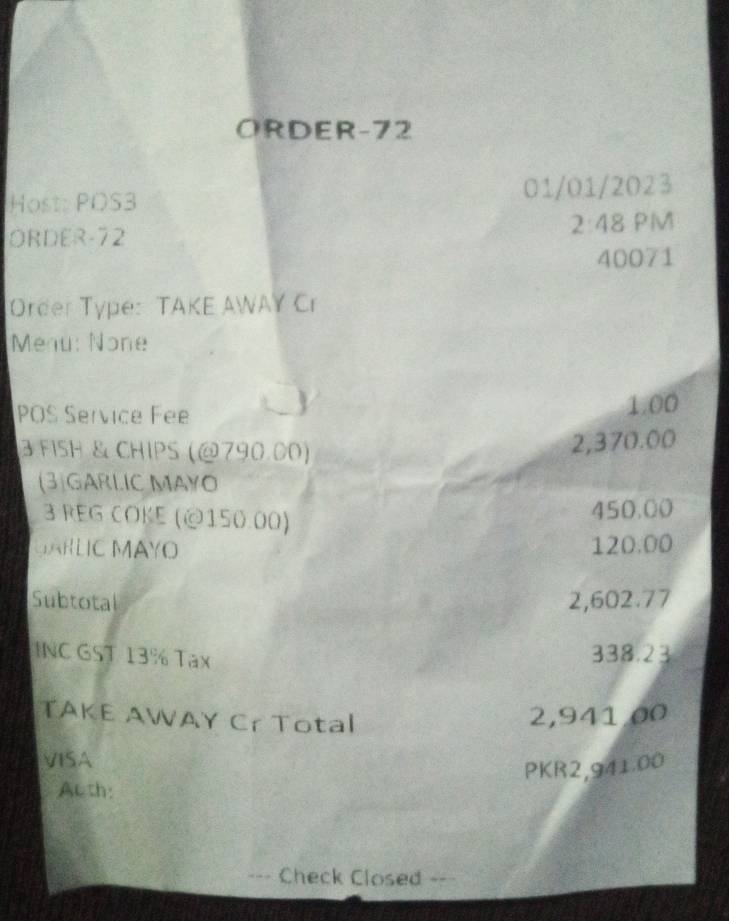 ORDER-72
Host: POS3 01/01/2023
ORDER-72 2:48 PM
40071
Order Type: TAKE AWAY Cr
Menu: None
POS Service Fee 1.00
3 FISH & CHIPS (@790.00) 2,370.00
(3)GARLIC MAYO
3 REG COKE (@150.00) 450.00
GARLIC MAYO 120.00
Subtotal 2,602.77
INC GST 13% Tax 338.23
TAKE AWAY Cr Total 2,941.00
VISA PKR2,941.00
Auth:
--- Check Closed ---